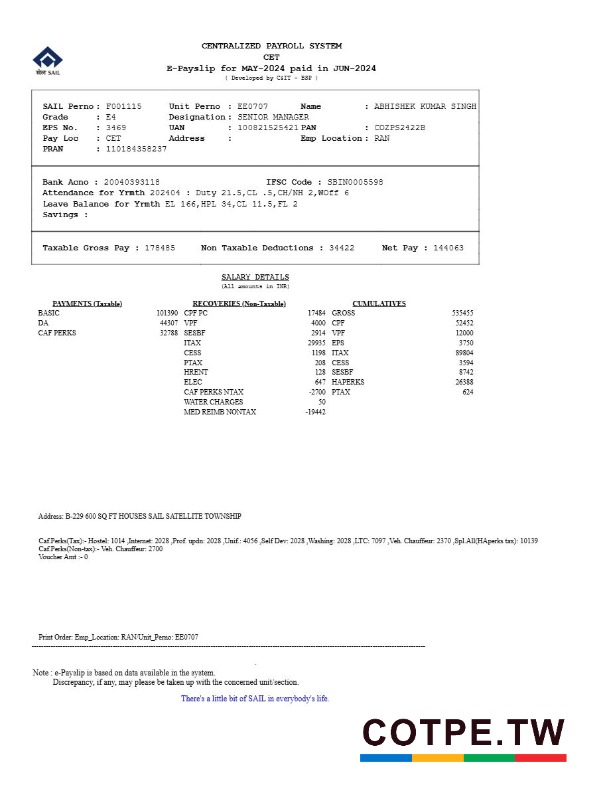 CENTRALIZED PAYROLL SYSTEM
CET
E-Payslip for MAY-2024 paid in JUN-2024
( Developed by C&IT - BSP )
सेल SAIL
SAIL Perno : F001115 Unit Perno : EE0707 Name : ABHISHEK KUMAR SINGH
Grade : E4 Designation : SENIOR MANAGER
EPS No. : 3469 UAN : 100821525421 PAN : COZPS2422B
Pay Loc : CET Address : Emp Location : RAN
PRAN : 110184358237
Bank Acno : 20040393118 IFSC Code : SBIN0005598
Attendance for Yrmth 202404 : Duty 21.5,CL .5,CH/NH 2,WOff 6
Leave Balance for Yrmth EL 166,HPL 34,CL 11.5,FL 2
Savings :
Taxable Gross Pay : 178485 Non Taxable Deductions : 34422 Net Pay : 144063
SALARY DETAILS
(All amounts in INR)
PAYMENTS (Taxable) RECOVERIES (Non-Taxable) CUMULATIVES
BASIC 101390 CPF PC 17484 GROSS 535455
DA 44307 VPF 4000 CPF 52452
CAF PERKS 32788 SESBF 2914 VPF 12000
ITAX 29935 EPS 3750
CESS 1198 ITAX 89804
PTAX 208 CESS 3594
HRENT 128 SESBF 8742
ELEC 647 HAPERKS 26388
CAF PERKS NTAX -2700 PTAX 624
WATER CHARGES 50
MED REIMB NONTAX -19442
Address: B-229 600 SQ FT HOUSES SAIL SATELLITE TOWNSHIP
Caf.Perks(Tax):- Hostel: 1014 ,Internet: 2028 ,Prof. updn: 2028 ,Unif.: 4056 ,Self Dev: 2028 ,Washing: 2028 ,LTC: 7097 ,Veh. Chauffeur: 2370 ,Spl.All(HAperks tax): 10139
Caf.Perks(Non-tax):- Veh. Chauffeur: 2700
Voucher Amt :- 0
Print Order: Emp_Location: RAN/Unit_Perno: EE0707
Note : e-Payslip is based on data available in the system.
Discrepancy, if any, may please be taken up with the concerned unit/section.
There's a little bit of SAIL in everybody's life.
COTPE.TW